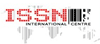 ISSN
INTERNATIONAL CENTRE